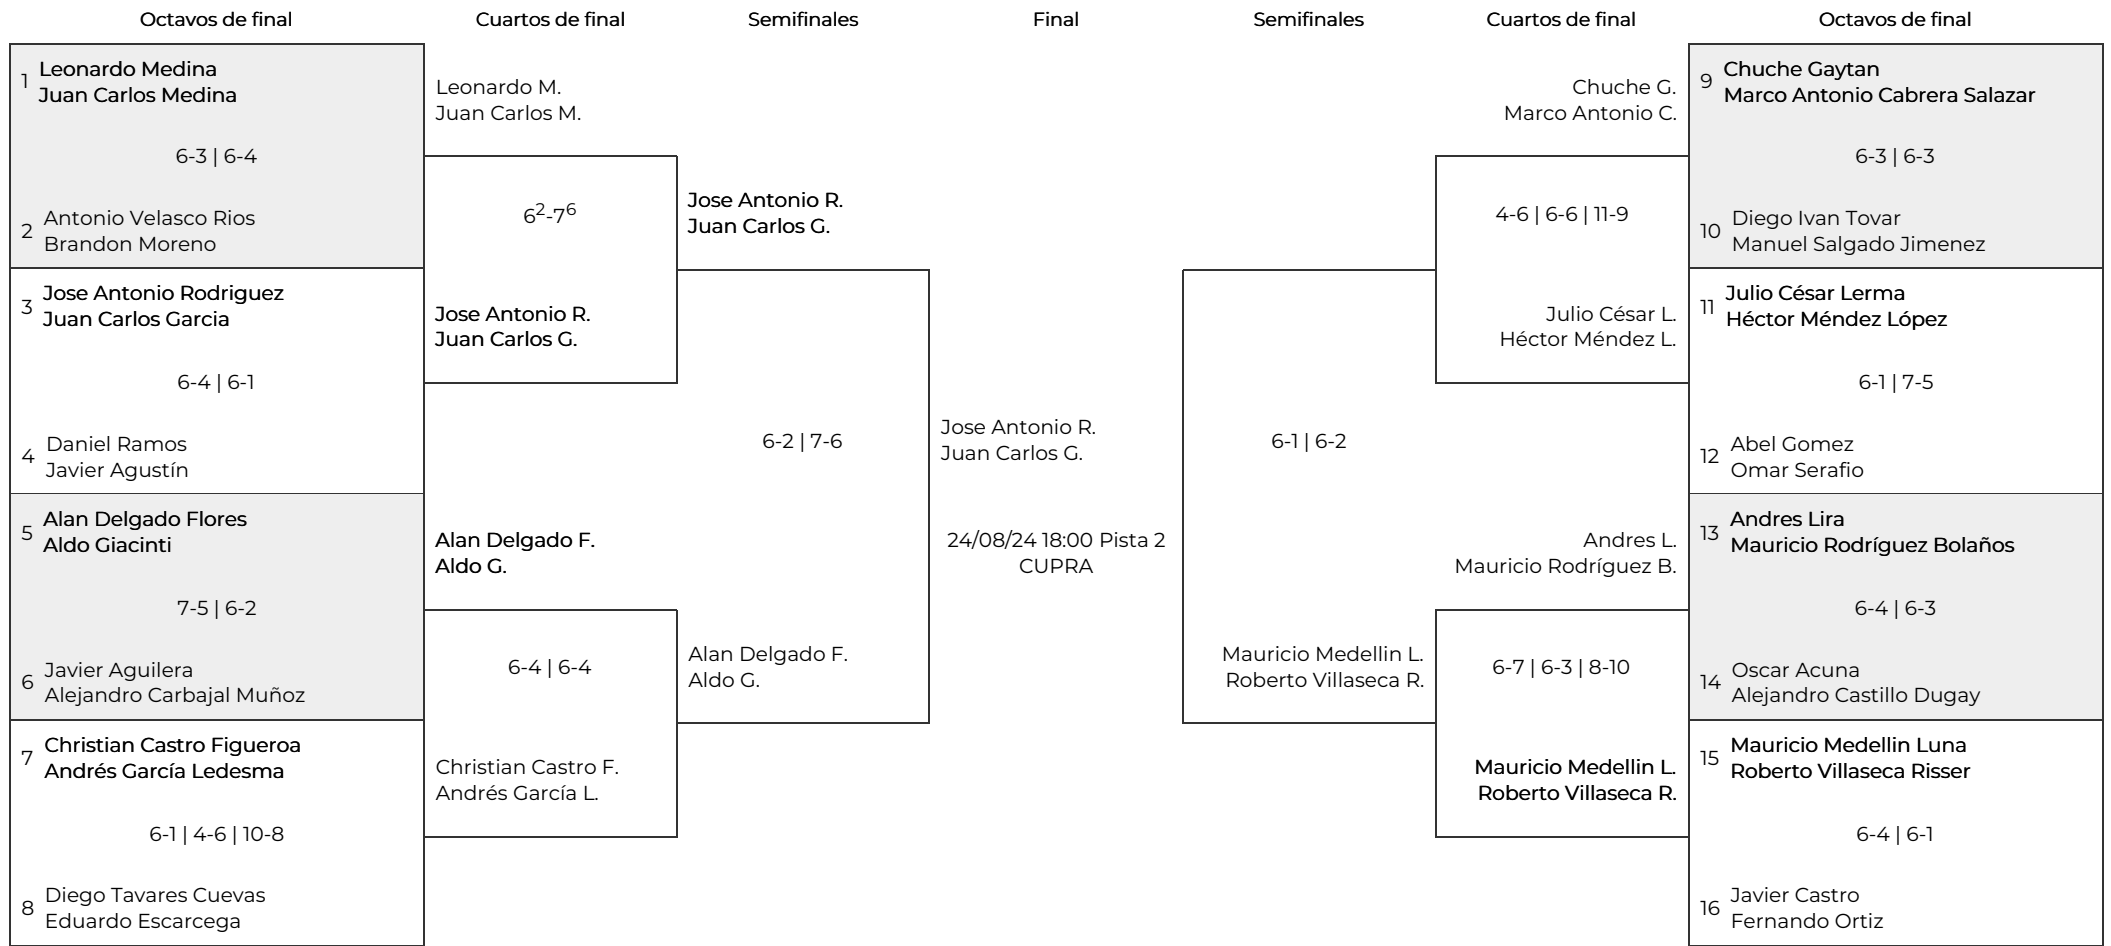 Octavos de final
Cuartos de final
Semifinales
Final
Semifinales
Cuartos de final
Octavos de final
1 Leonardo Medina
Juan Carlos Medina
6-3 | 6-4
2 Antonio Velasco Rios
Brandon Moreno
3 Jose Antonio Rodriguez
Juan Carlos Garcia
6-4 | 6-1
4 Daniel Ramos
Javier Agustín
5 Alan Delgado Flores
Aldo Giacinti
7-5 | 6-2
6 Javier Aguilera
Alejandro Carbajal Muñoz
7 Christian Castro Figueroa
Andrés García Ledesma
6-1 | 4-6 | 10-8
8 Diego Tavares Cuevas
Eduardo Escarcega
Leonardo M.
Juan Carlos M.
6²-7⁶
Jose Antonio R.
Juan Carlos G.
Alan Delgado F.
Aldo G.
6-4 | 6-4
Christian Castro F.
Andrés García L.
Jose Antonio R.
Juan Carlos G.
6-2 | 7-6
Alan Delgado F.
Aldo G.
Jose Antonio R.
Juan Carlos G.
24/08/24 18:00 Pista 2
CUPRA
6-1 | 6-2
Mauricio Medellin L.
Roberto Villaseca R.
Chuche G.
Marco Antonio C.
4-6 | 6-6 | 11-9
Julio César L.
Héctor Méndez L.
Andres L.
Mauricio Rodríguez B.
6-7 | 6-3 | 8-10
Mauricio Medellin L.
Roberto Villaseca R.
9 Chuche Gaytan
Marco Antonio Cabrera Salazar
6-3 | 6-3
10 Diego Ivan Tovar
Manuel Salgado Jimenez
11 Julio César Lerma
Héctor Méndez López
6-1 | 7-5
12 Abel Gomez
Omar Serafio
13 Andres Lira
Mauricio Rodríguez Bolaños
6-4 | 6-3
14 Oscar Acuna
Alejandro Castillo Dugay
15 Mauricio Medellin Luna
Roberto Villaseca Risser
6-4 | 6-1
16 Javier Castro
Fernando Ortiz